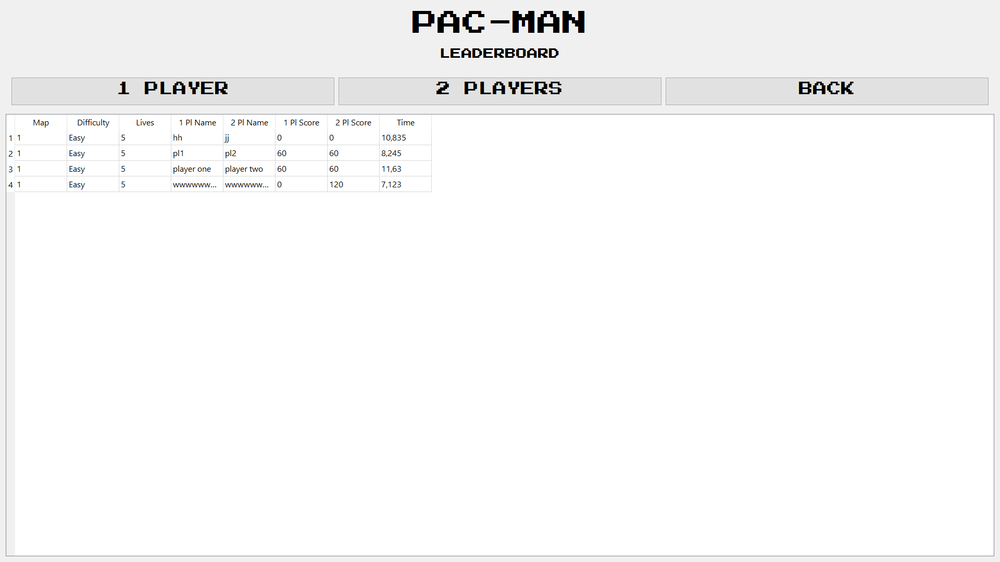 PAC-MAN
LEADERBOARD
1 PLAYER 2 PLAYERS BACK
Map Difficulty Lives 1 Pl Name 2 Pl Name 1 Pl Score 2 Pl Score Time
1 1 Easy 5 hh jj 0 0 10,835
2 1 Easy 5 pl1 pl2 60 60 8,245
3 1 Easy 5 player one player two 60 60 11,63
4 1 Easy 5 wwwwww... wwwwww... 0 120 7,123